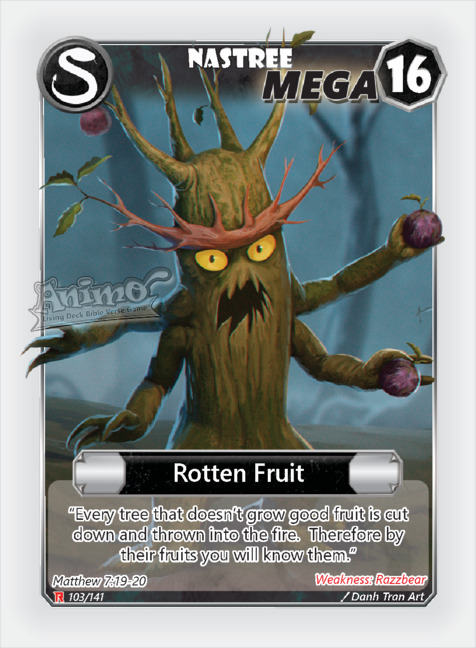 S
NASTREE
MEGA
16
Animo
Living Deck Bible Verse Game
Rotten Fruit
“Every tree that doesn’t grow good fruit is cut
down and thrown into the fire.  Therefore by
their fruits you will know them.”
Matthew 7:19-20
Weakness: Razzbear
R 103/141
Danh Tran Art